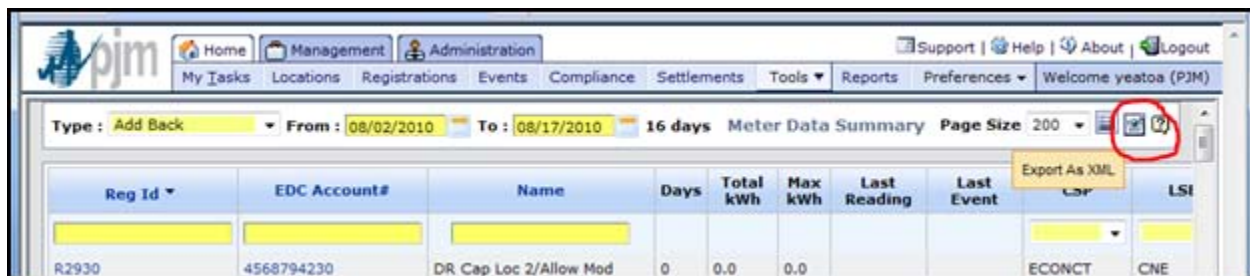 pjm Home Management Administration Support | Help | About | Logout
My Tasks Locations Registrations Events Compliance Settlements Tools ▼ Reports Preferences ▼ Welcome yeatoa (PJM)
Type : Add Back From : 08/02/2010 To : 08/17/2010 16 days Meter Data Summary Page Size 200
Export As XML
Reg Id ▼ EDC Account# Name Days Total kWh Max kWh Last Reading Last Event CSP LSE
R2930 4568794230 DR Cap Loc 2/Allow Mod 0 0.0 0.0 ECONCT CNE